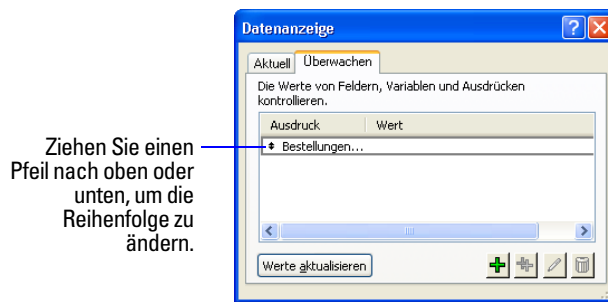 Datenanzeige
Aktuell Überwachen
Die Werte von Feldern, Variablen und Ausdrücken
kontrollieren.
Ausdruck Wert
Bestellungen...
Werte aktualisieren
Ziehen Sie einen
Pfeil nach oben oder
unten, um die
Reihenfolge zu
ändern.